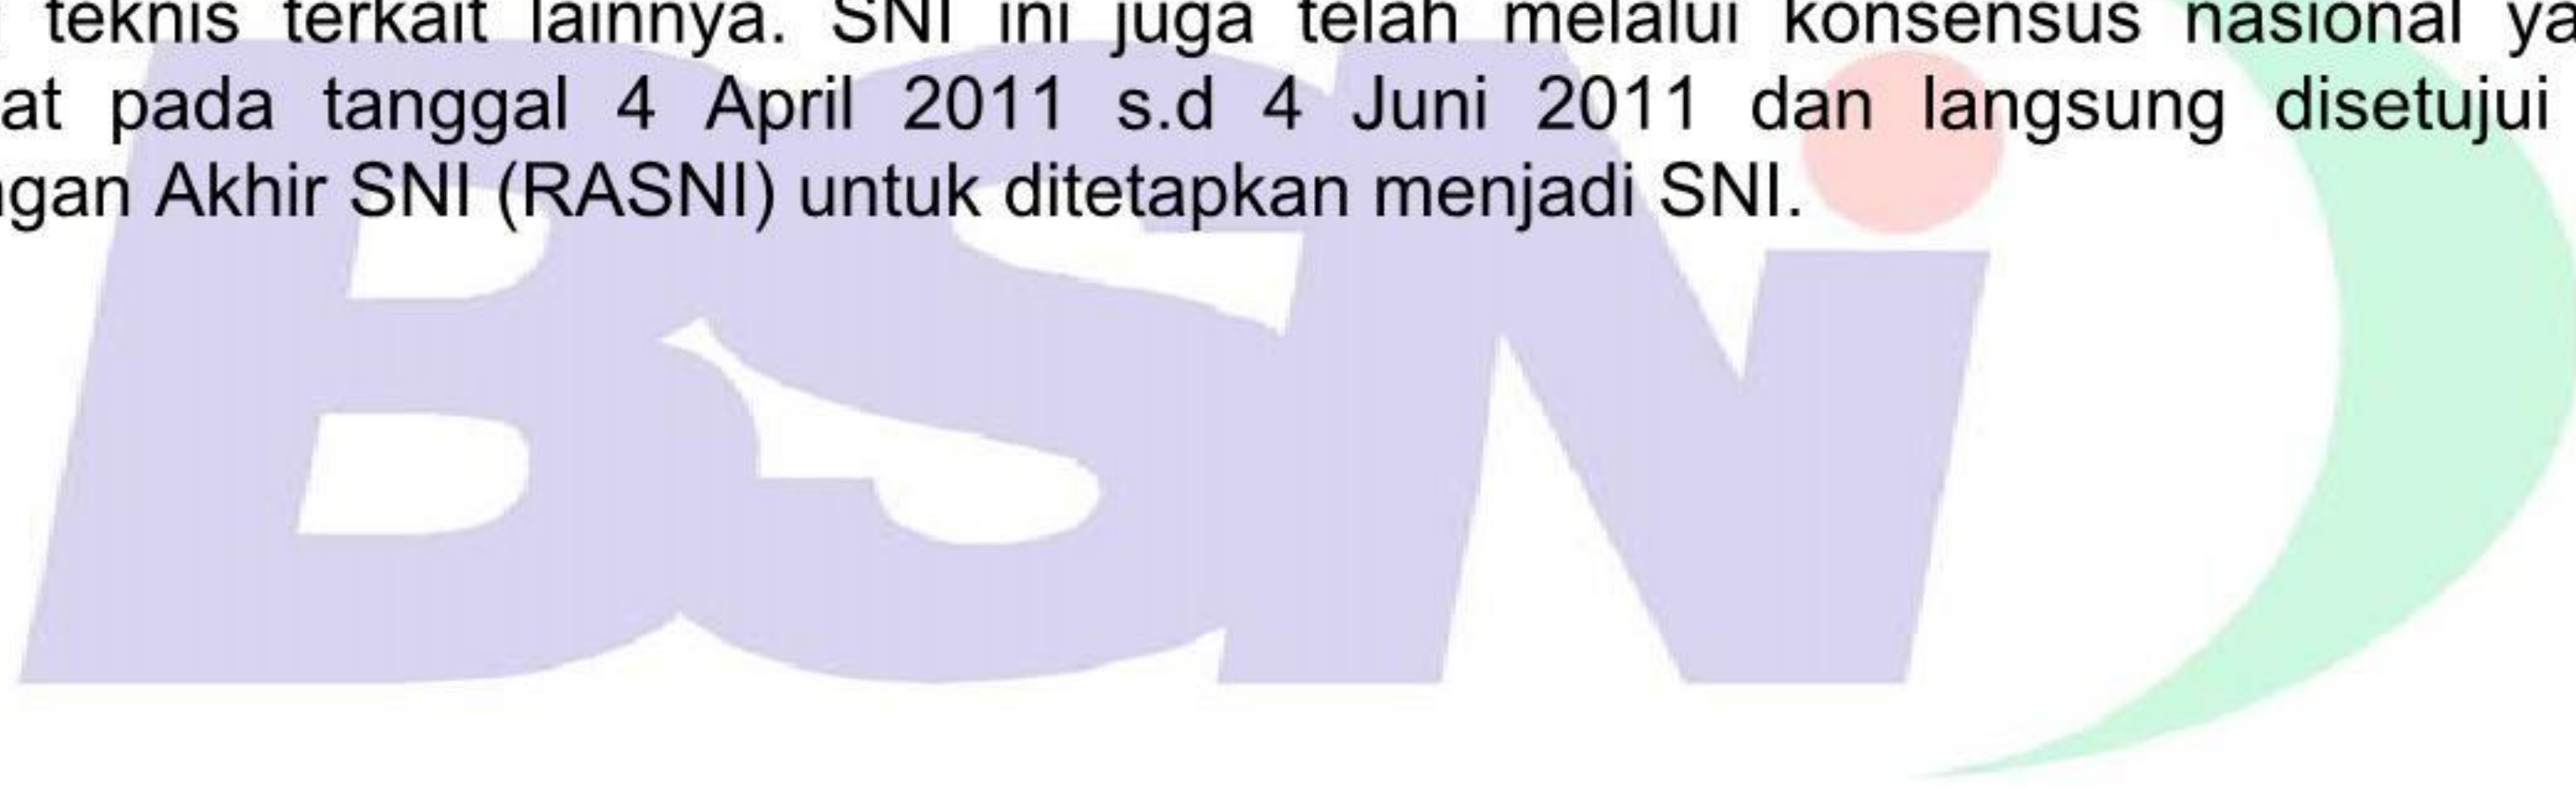 teknis terkait lainnya. SNI ini juga telah melalui konsensus nasional ya
at pada tanggal 4 April 2011 s.d 4 Juni 2011 dan langsung disetujui
ngan Akhir SNI (RASNI) untuk ditetapkan menjadi SNI.
BSN